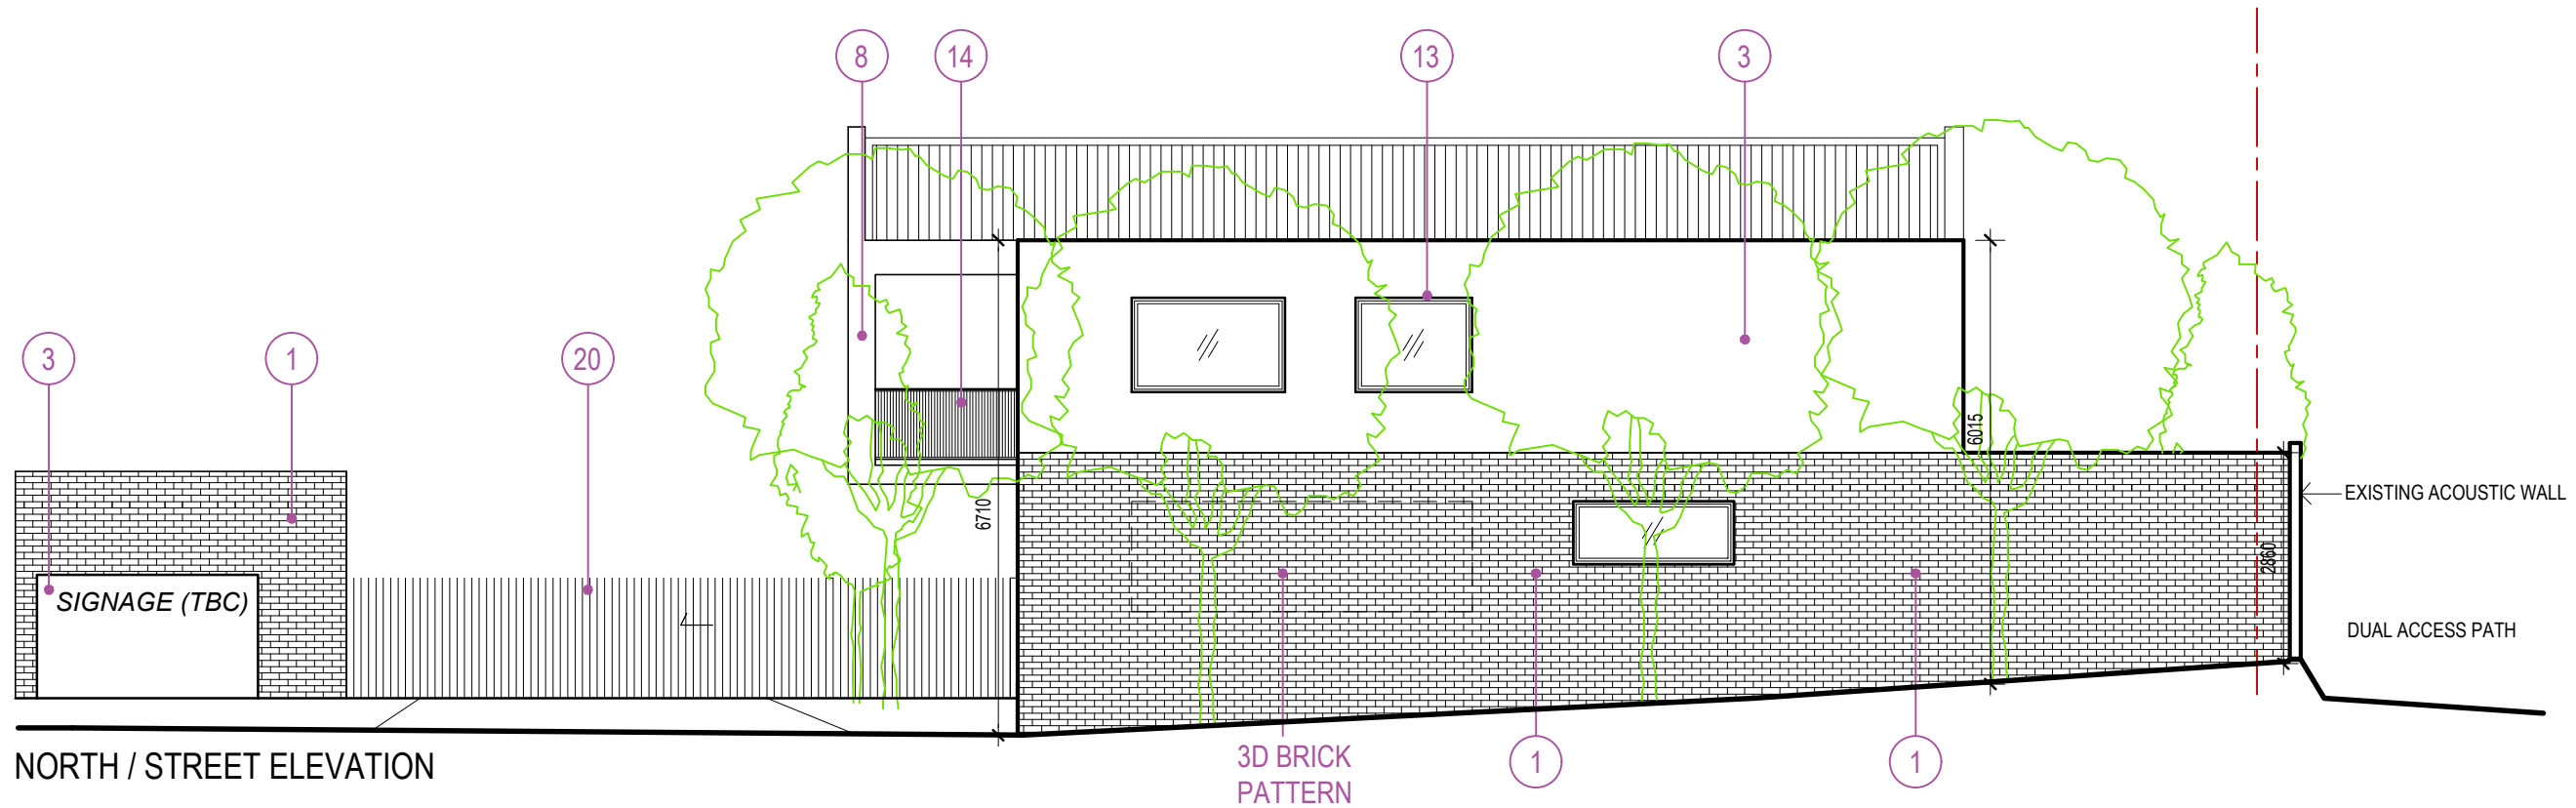 8
14
13
3
3
1
20
6015
6710
EXISTING ACOUSTIC WALL
2860
SIGNAGE (TBC)
DUAL ACCESS PATH
NORTH / STREET ELEVATION
3D BRICK
PATTERN
1
1